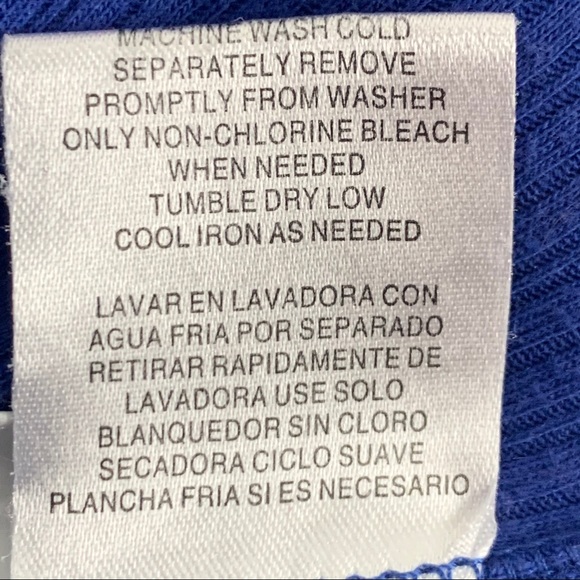 MACHINE WASH COLD
SEPARATELY REMOVE
PROMPTLY FROM WASHER
ONLY NON-CHLORINE BLEACH
WHEN NEEDED
TUMBLE DRY LOW
COOL IRON AS NEEDED
LAVAR EN LAVADORA CON
AGUA FRIA POR SEPARADO
RETIRAR RAPIDAMENTE DE
LAVADORA USE SOLO
BLANQUEDOR SIN CLORO
SECADORA CICLO SUAVE
PLANCHA FRIA SI ES NECESARIO